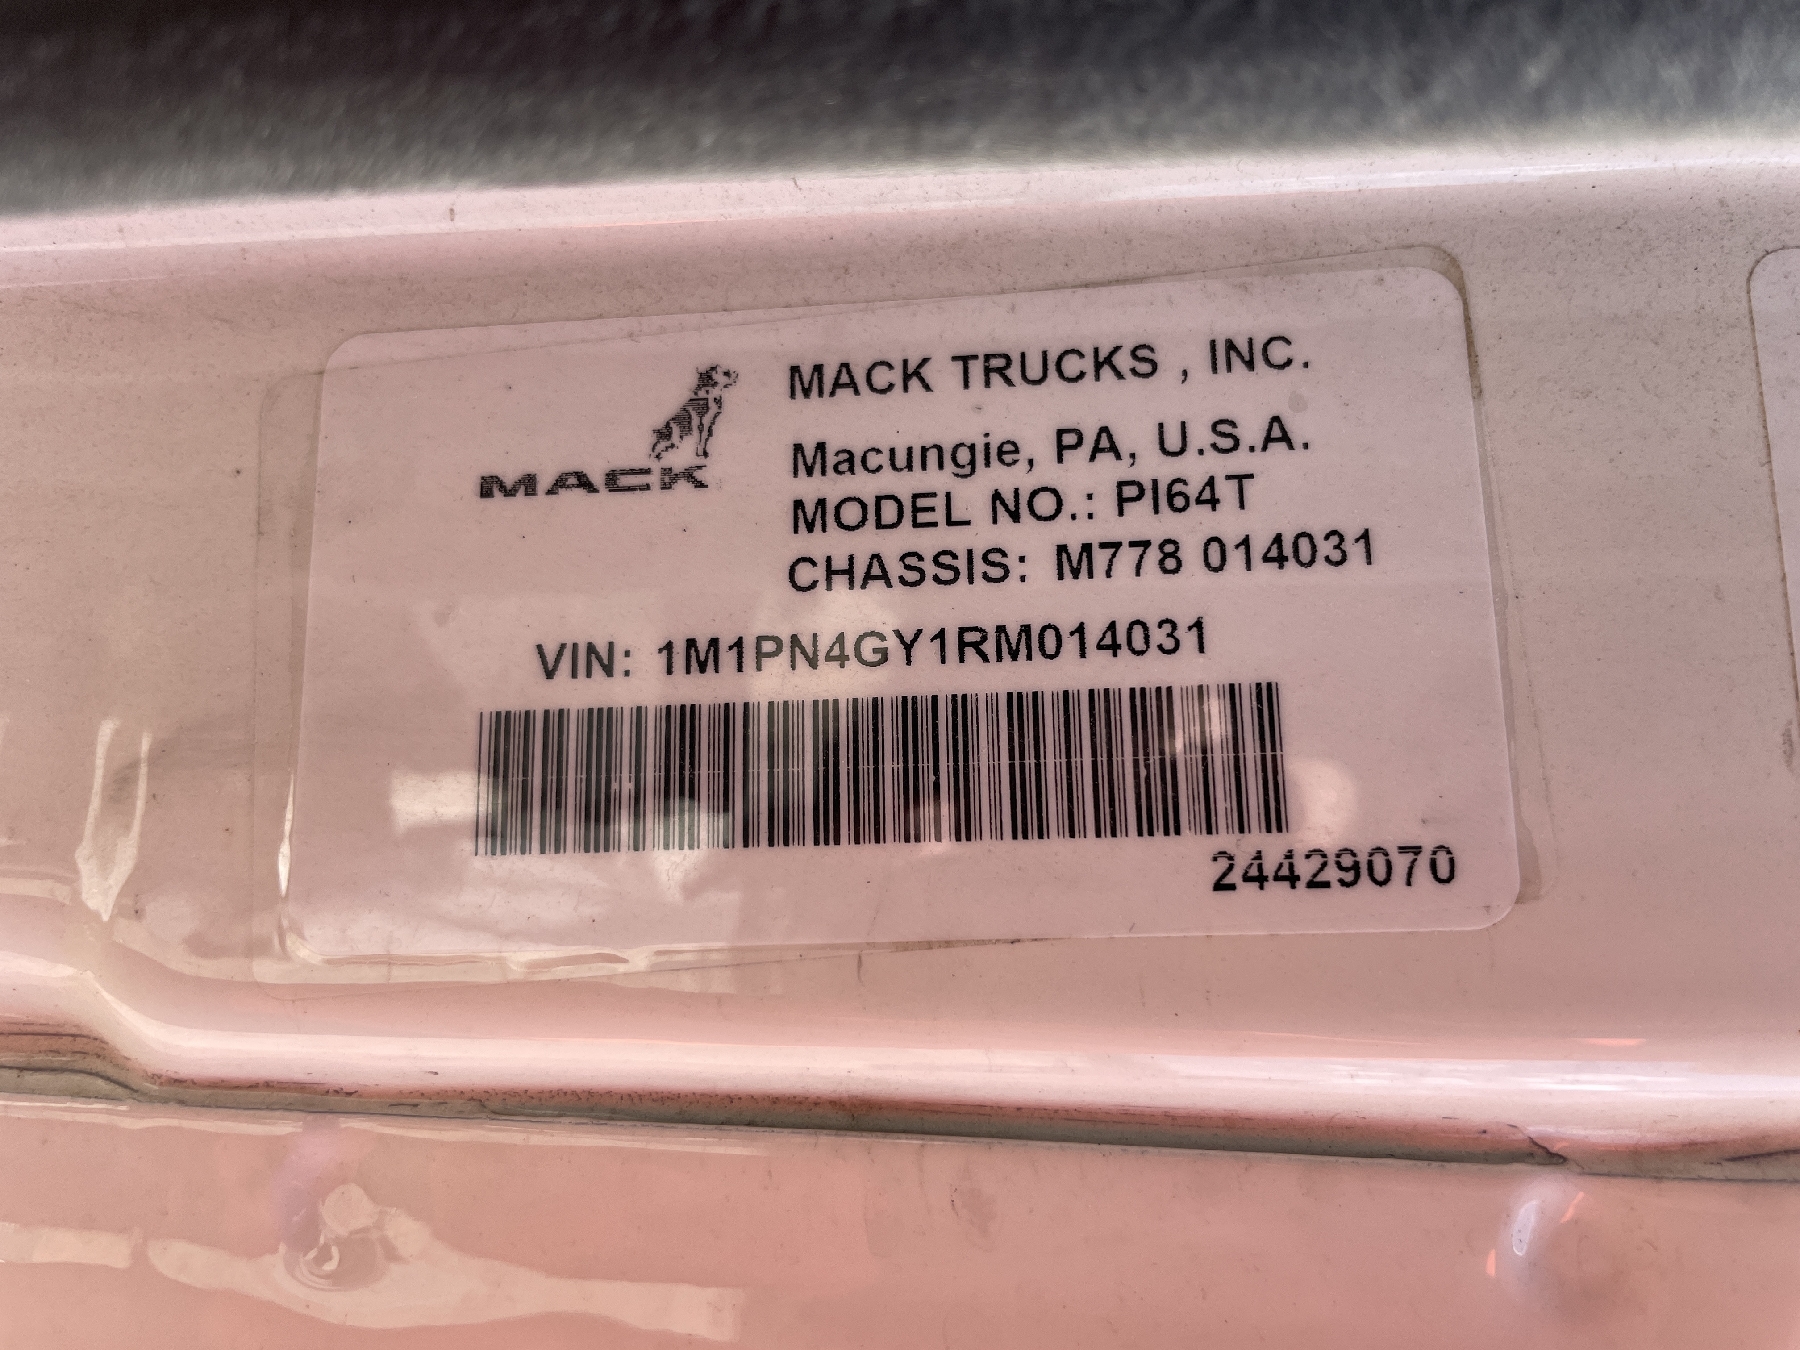 MACK
MACK TRUCKS , INC.
Macungie, PA, U.S.A.
MODEL NO.: PI64T
CHASSIS: M778 014031
VIN: 1M1PN4GY1RM014031
24429070